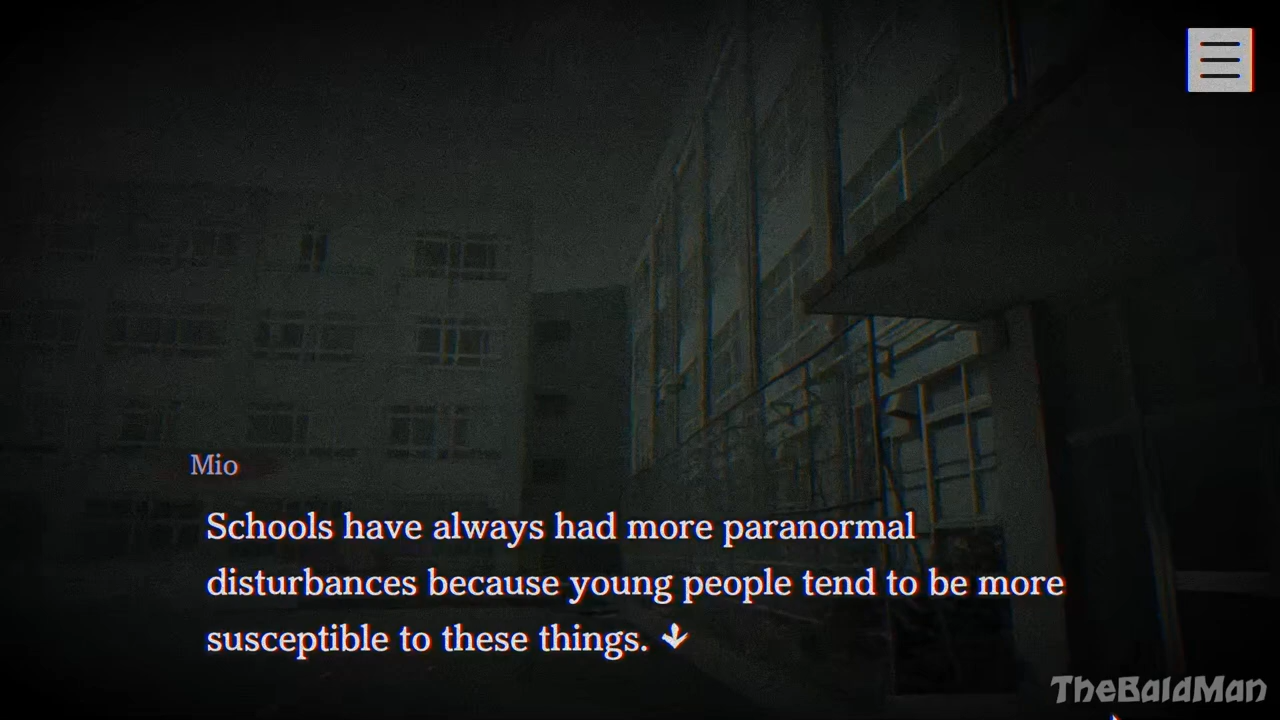 Mio
Schools have always had more paranormal
disturbances because young people tend to be more
susceptible to these things.
TheBaldMan